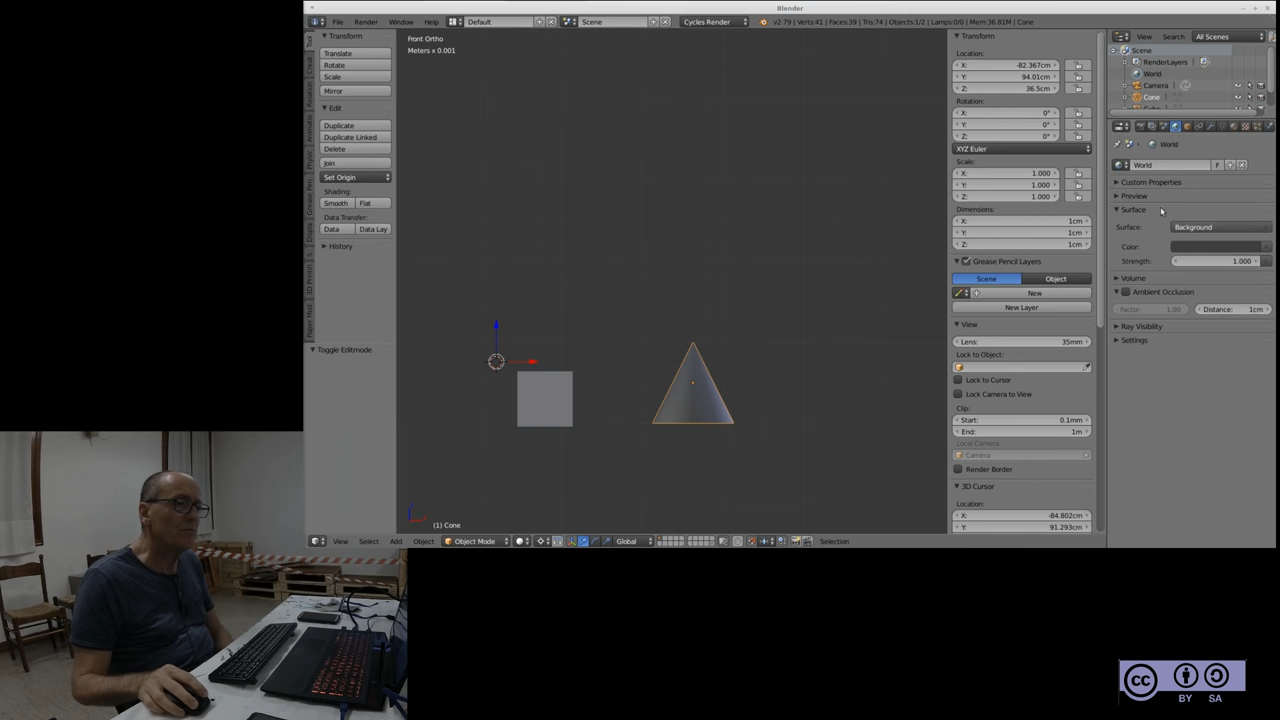 Blender
File Render Window Help Default Scene Cycles Render v2.79 | Verts:41 | Faces:39 | Tris:74 | Objects:1/2 | Lamps:0/0 | Mem:36.81M | Cone
Transform
Translate
Rotate
Scale
Mirror
Edit
Duplicate
Duplicate Linked
Delete
Join
Set Origin
Shading:
Smooth Flat
Data Transfer:
Data Data Lay
History
Toggle Editmode
Front Ortho
Meters x 0.001
(1) Cone
View Select Add Object Object Mode Global Selection
Transform
Location:
X: -82.367cm
Y: 94.01cm
Z: 36.5cm
Rotation:
X: 0°
Y: 0°
Z: 0°
XYZ Euler
Scale:
X: 1.000
Y: 1.000
Z: 1.000
Dimensions:
X: 1cm
Y: 1cm
Z: 1cm
Grease Pencil Layers
Scene Object
New
New Layer
View
Lens: 35mm
Lock to Object:
Lock to Cursor
Lock Camera to View
Clip:
Start: 0.1mm
End: 1m
Local Camera:
Camera
Render Border
3D Cursor
Location:
X: -84.802cm
Y: 91.293cm
View Search All Scenes
Scene
RenderLayers
World
Camera
Cone
World
World F
Custom Properties
Preview
Surface
Surface: Background
Color:
Strength: 1.000
Volume
Ambient Occlusion
Factor: 1.00 Distance: 1cm
Ray Visibility
Settings
cc
BY SA